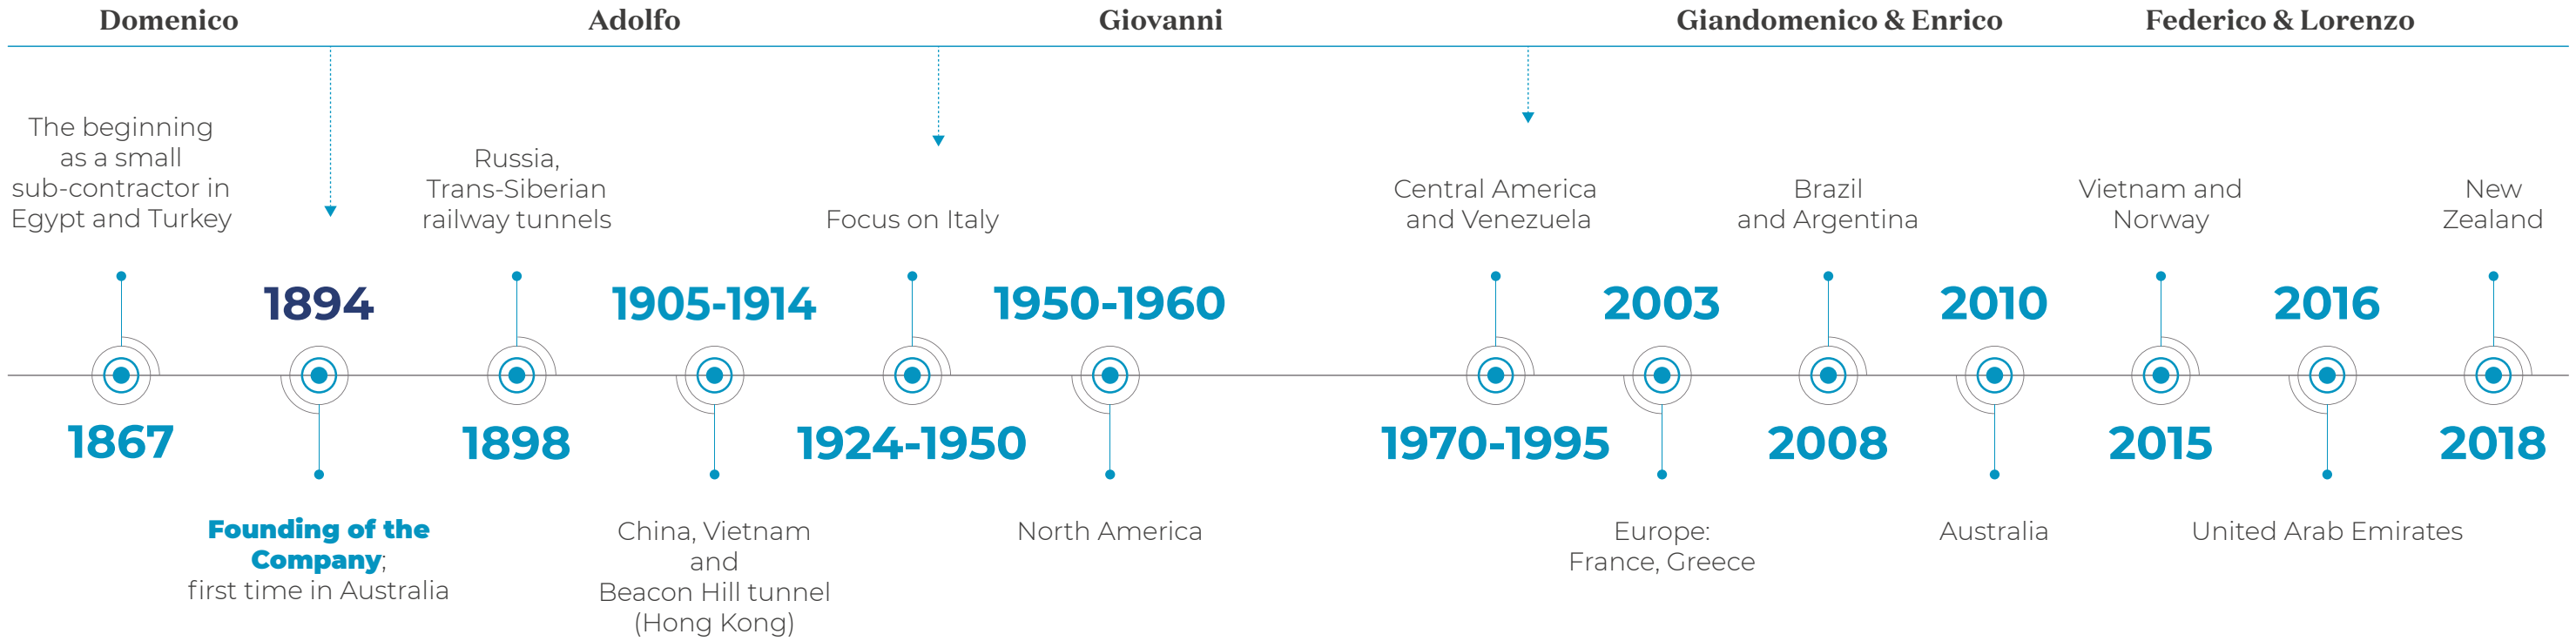 Domenico
Adolfo
Giovanni
Giandomenico & Enrico
Federico & Lorenzo
The beginning
as a small
sub-contractor in
Egypt and Turkey
1867
1894
Founding of the
Company;
first time in Australia
Russia,
Trans-Siberian
railway tunnels
1898
1905-1914
China, Vietnam
and
Beacon Hill tunnel
(Hong Kong)
Focus on Italy
1924-1950
1950-1960
North America
Central America
and Venezuela
1970-1995
2003
Europe:
France, Greece
Brazil
and Argentina
2008
2010
Australia
Vietnam and
Norway
2015
2016
United Arab Emirates
New
Zealand
2018